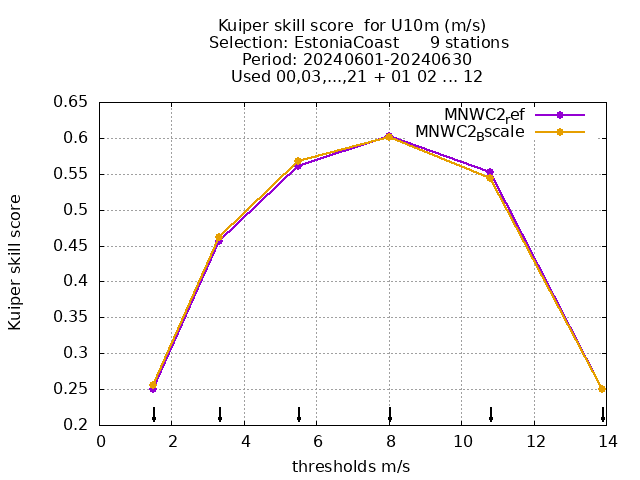 Kuiper skill score  for U10m (m/s)
Selection: EstoniaCoast      9 stations
Period: 20240601-20240630
Used 00,03,...,21 + 01 02 ... 12
MNWC2_ref
MNWC2_Bscale
Kuiper skill score
0.65
0.6
0.55
0.5
0.45
0.4
0.35
0.3
0.25
0.2
0 2 4 6 8 10 12 14
thresholds m/s